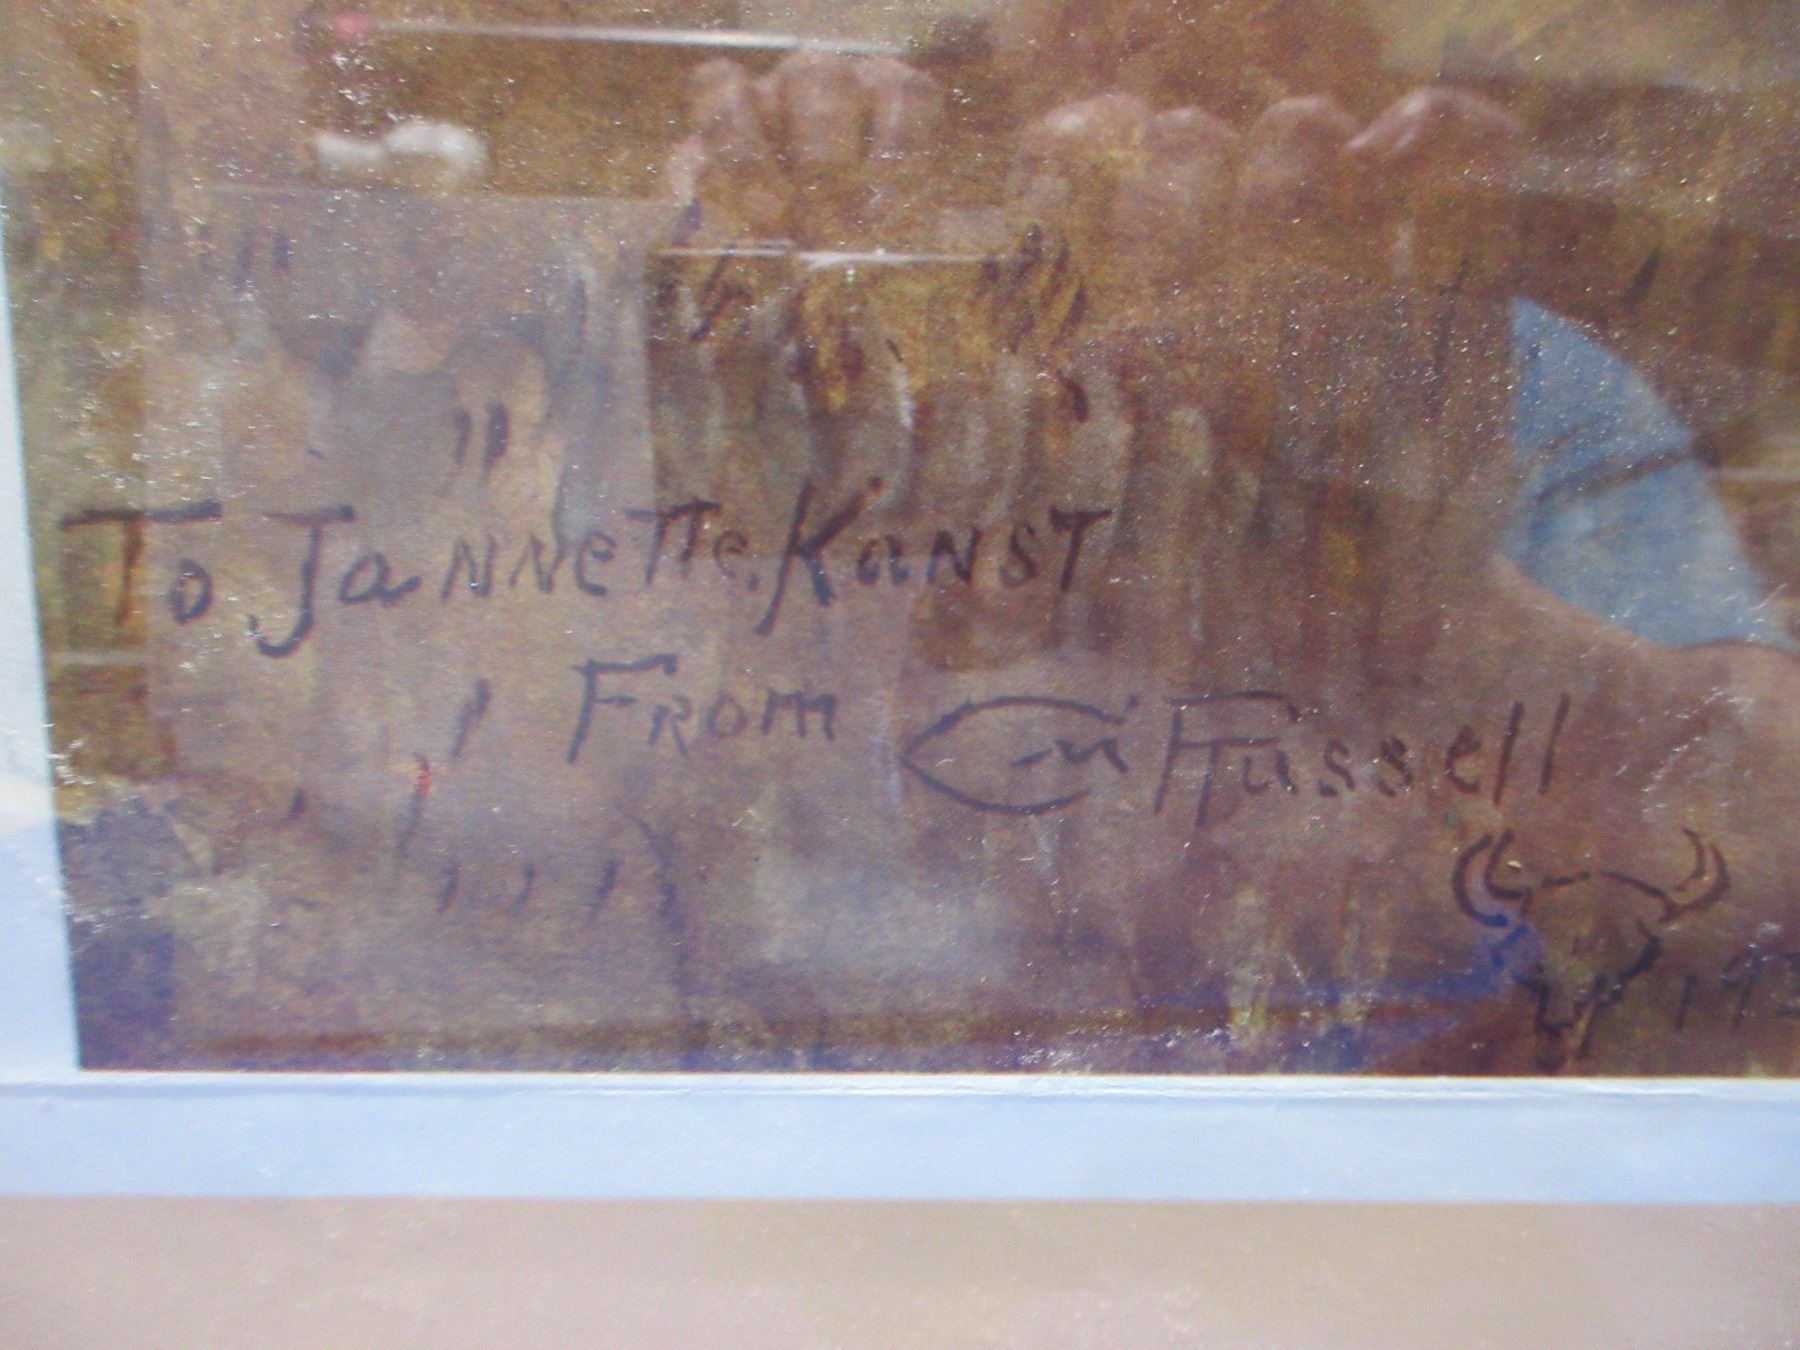 To Jannette Kanst
From CM Russell